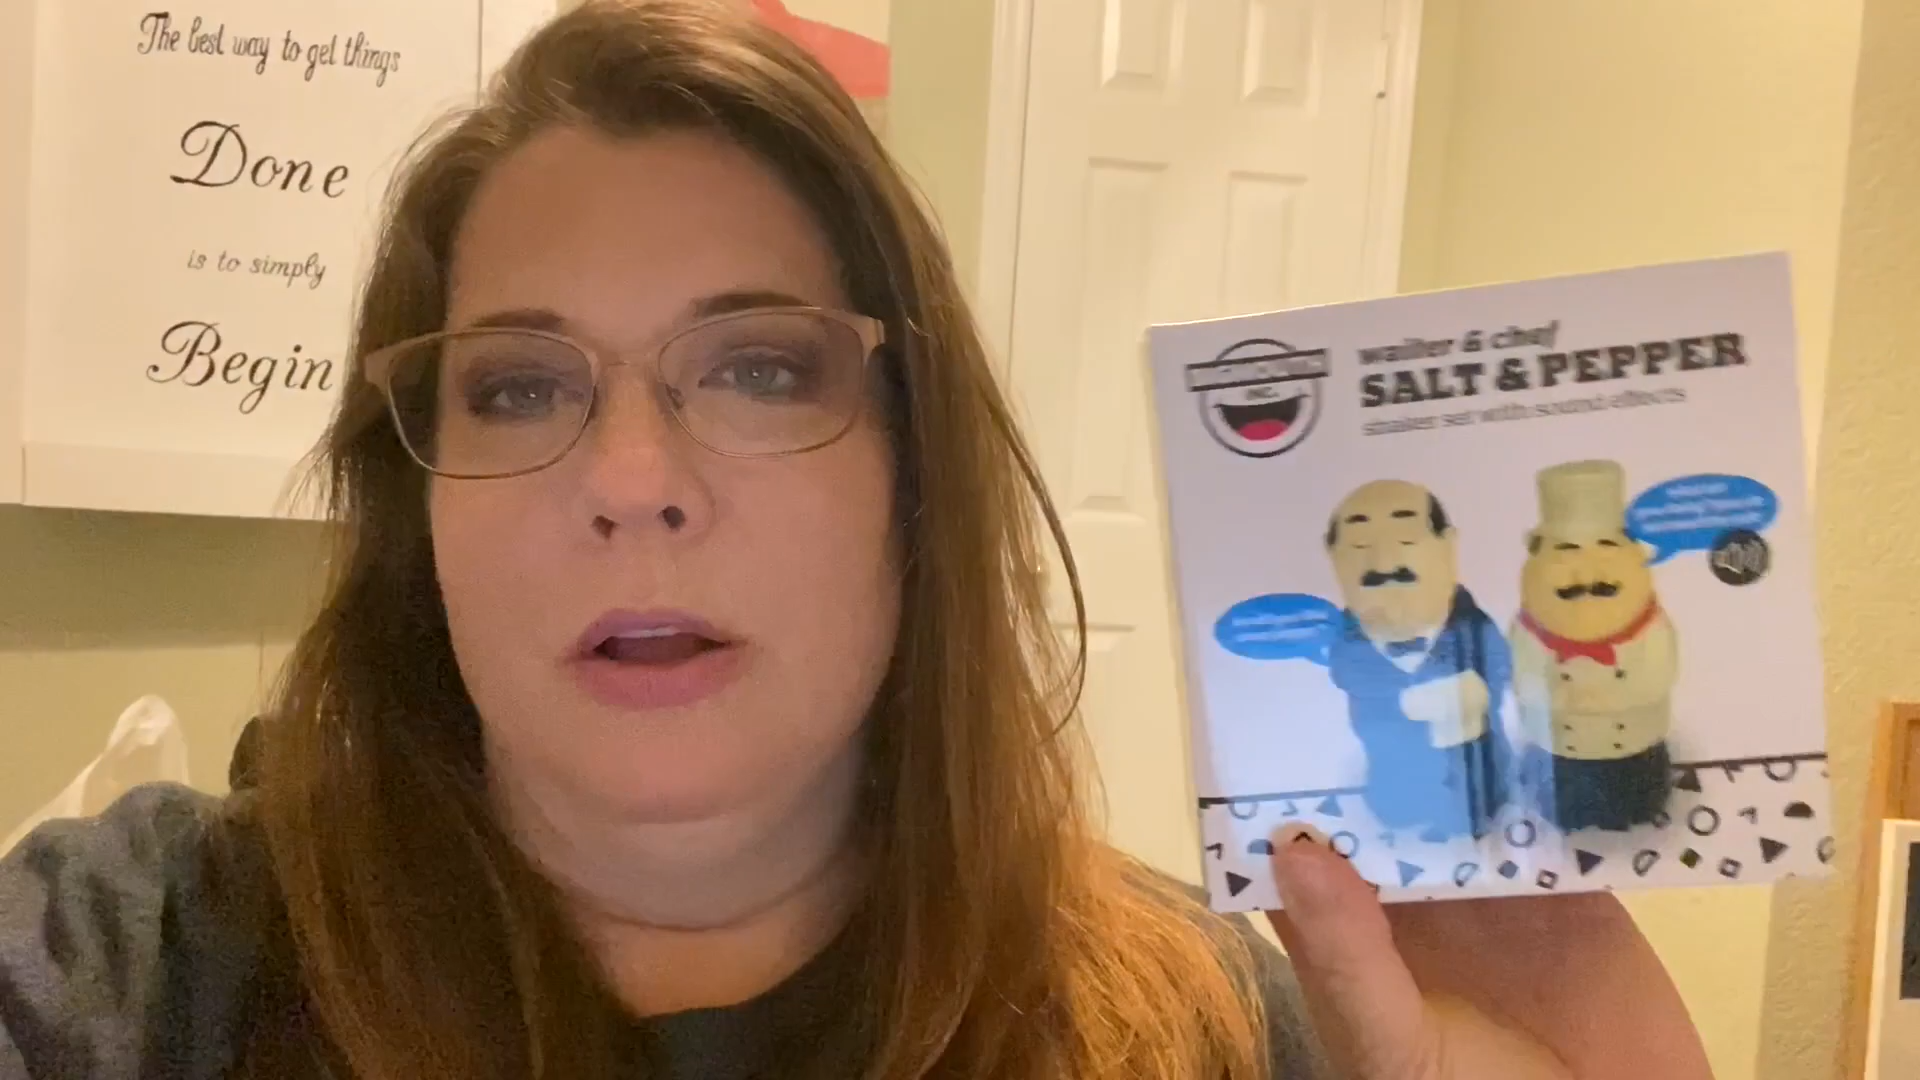 The best way to get things
Done
is to simply
Begin
INC.
waiter & chef
SALT & PEPPER
shaker set with sound effects